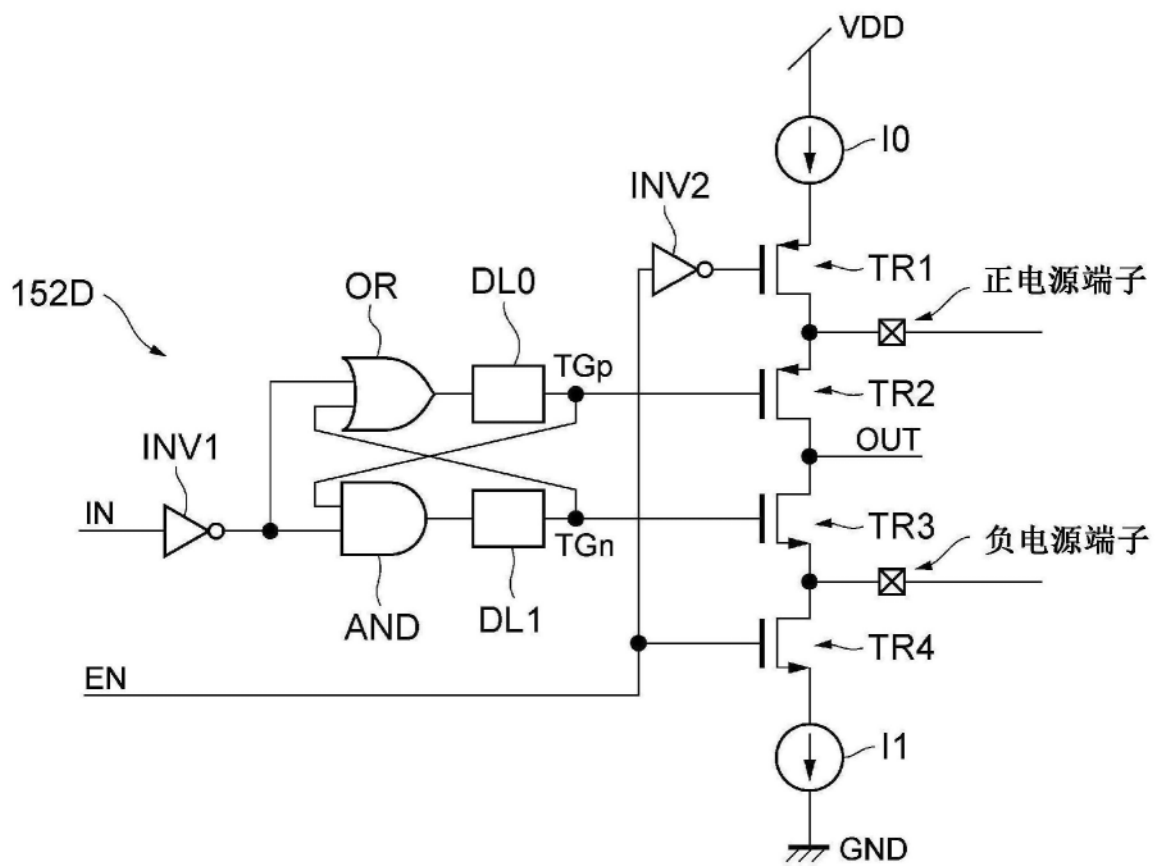 VDD
I0
INV2
TR1
152D
OR
DL0
正电源端子
TGp
TR2
INV1
OUT
IN
TR3
TGn
负电源端子
AND
DL1
TR4
EN
I1
GND